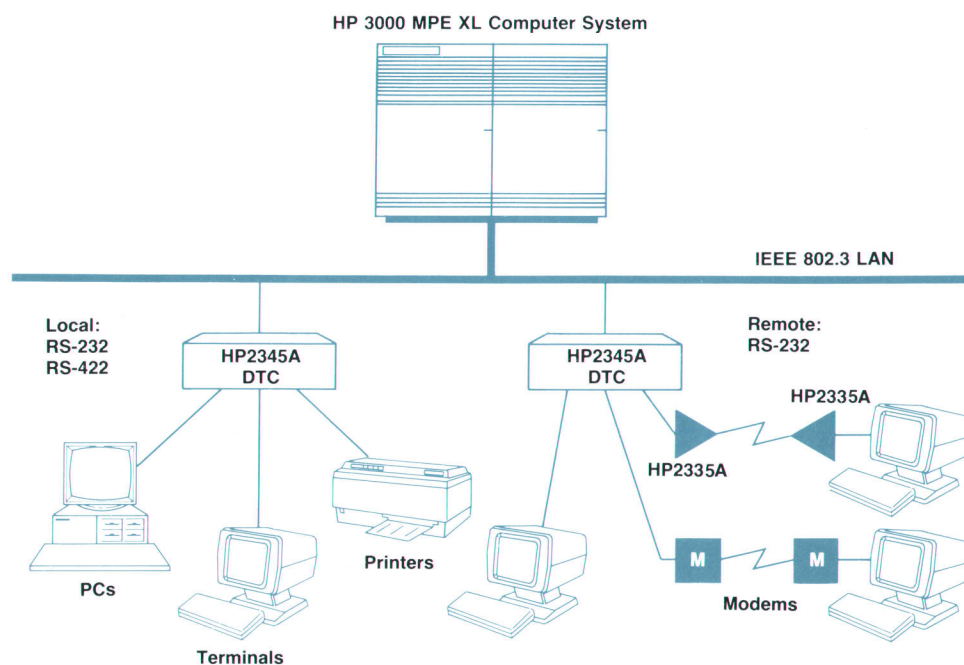 HP 3000 MPE XL Computer System
IEEE 802.3 LAN
Local:
RS-232
RS-422
HP2345A
DTC
HP2345A
DTC
Remote:
RS-232
HP2335A
HP2335A
PCs
Terminals
Printers
M
M
Modems